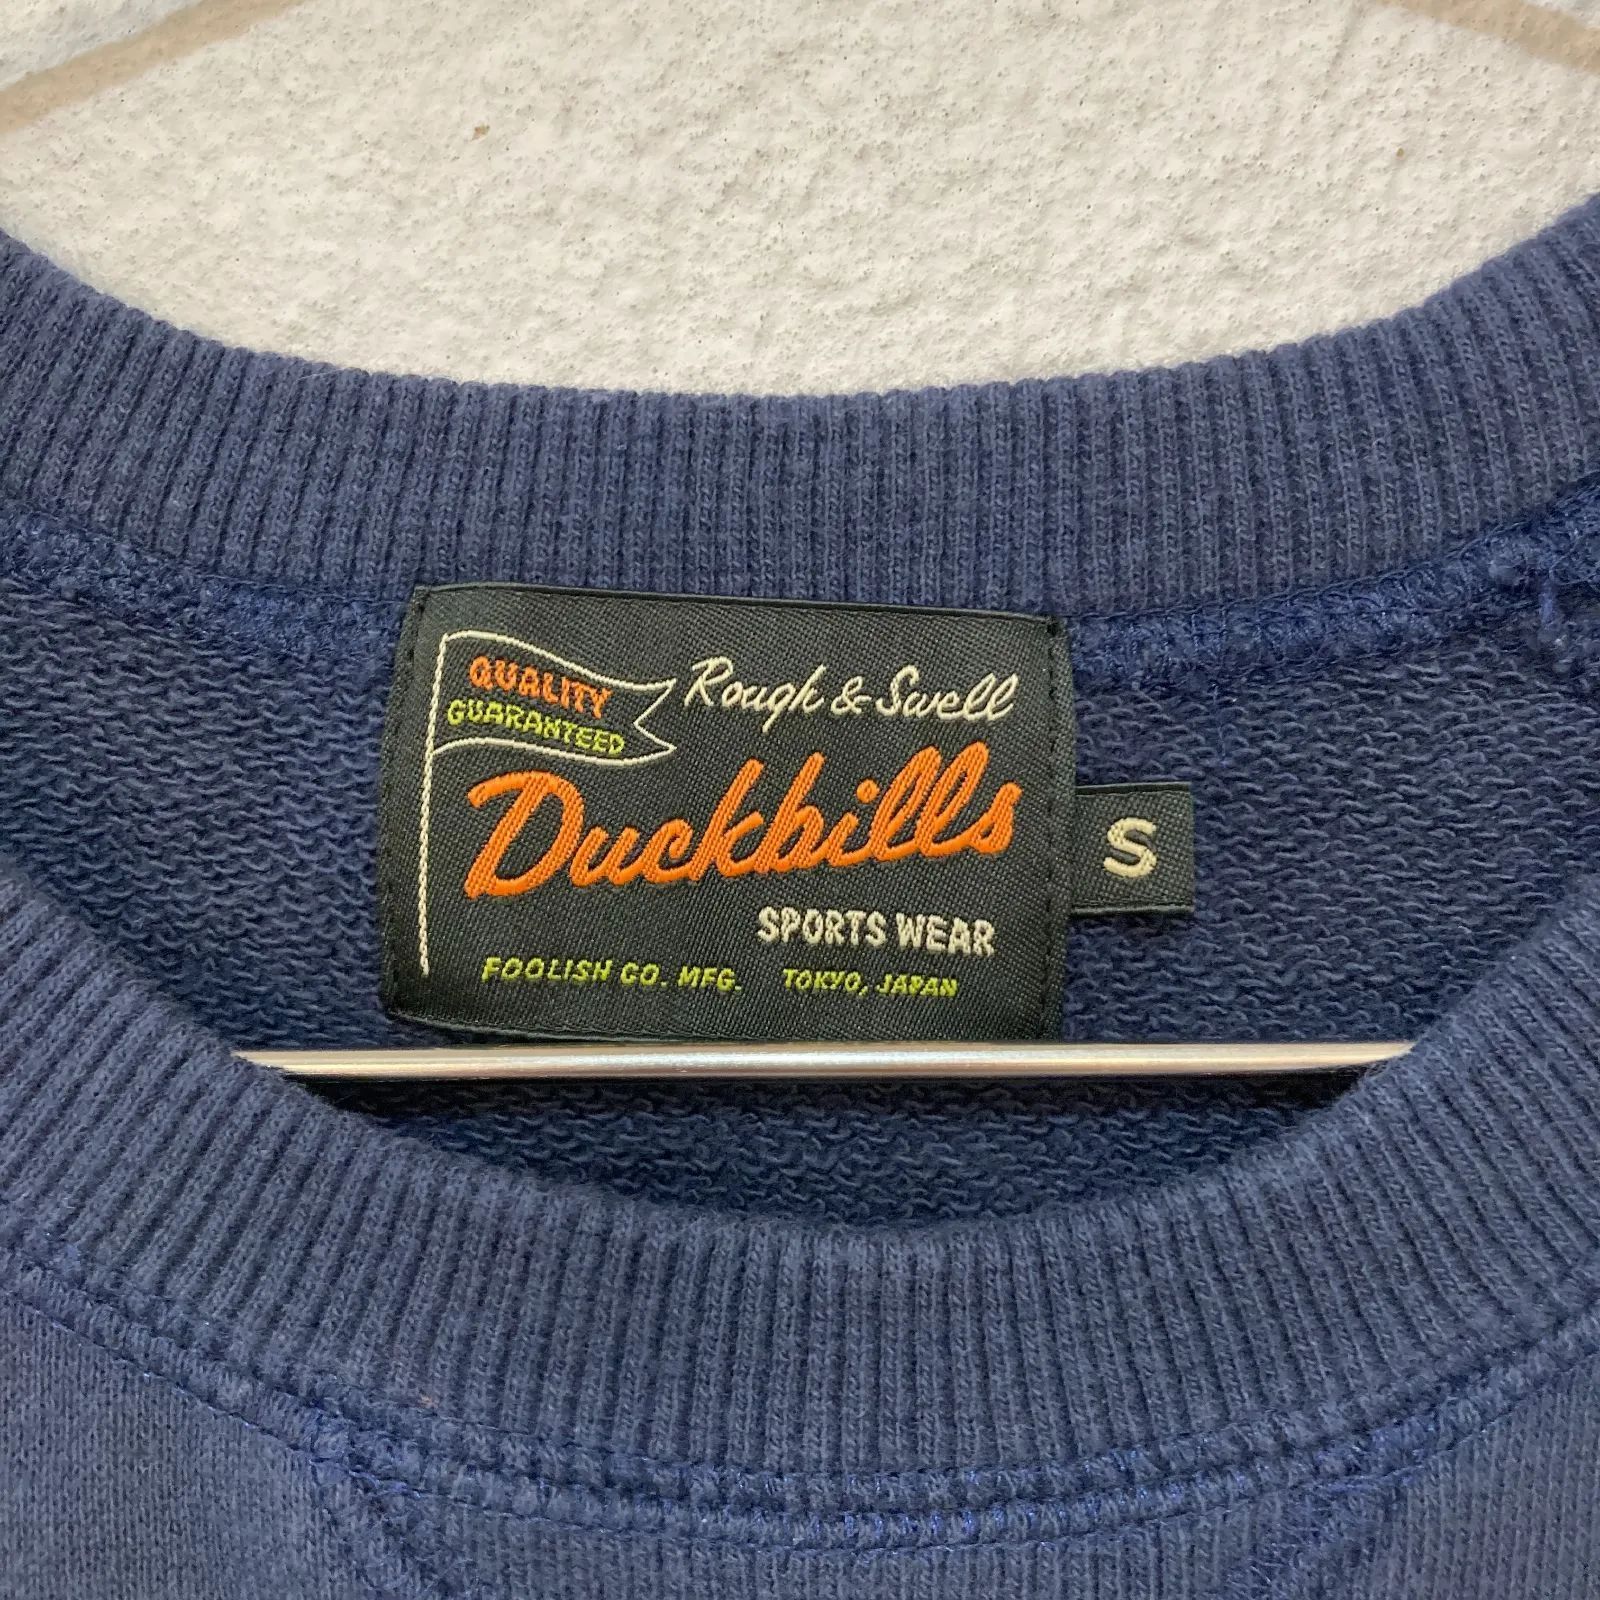 QUALITY
GUARANTEED
Rough & Swell
Duckbills
SPORTS WEAR
FOOLISH CO. MFG. TOKYO, JAPAN
S